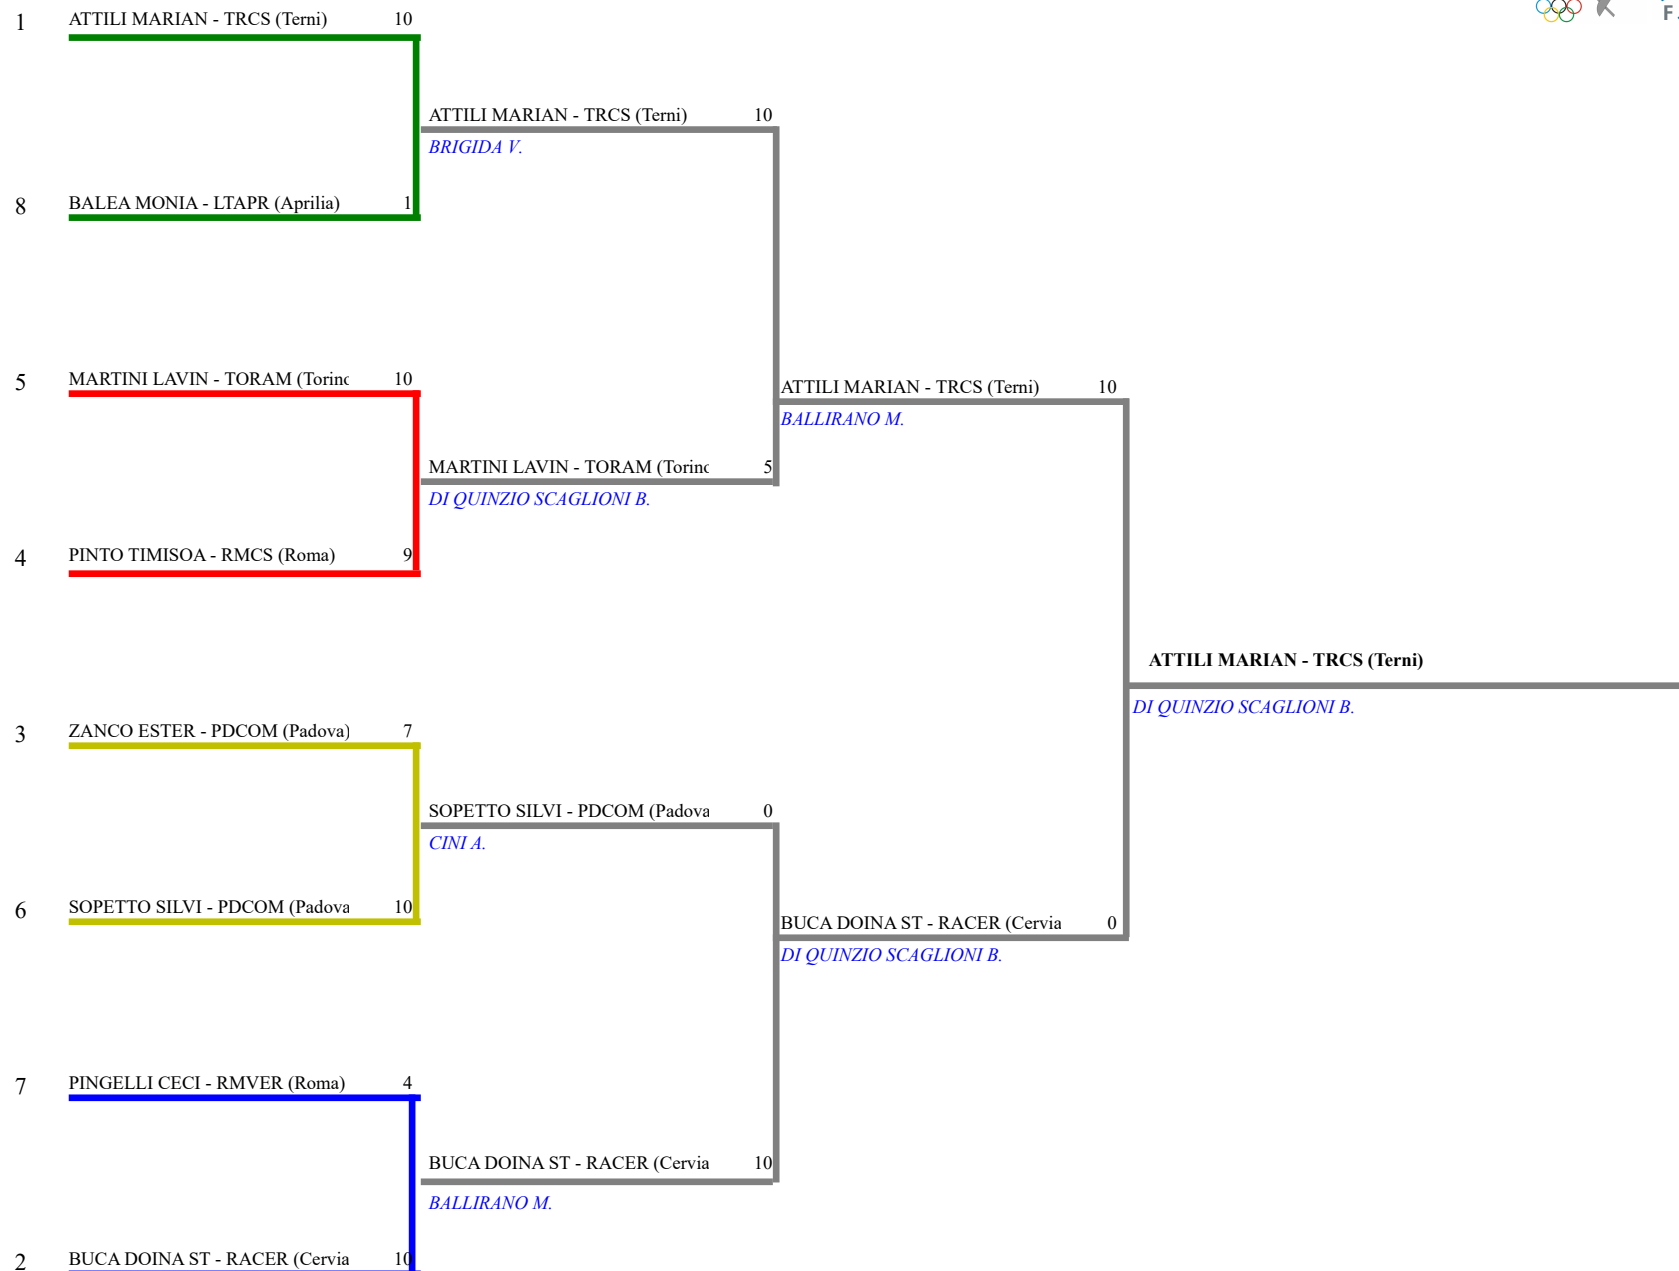 1 ATTILI MARIAN - TRCS (Terni) 10
F
ATTILI MARIAN - TRCS (Terni) 10
BRIGIDA V.
8 BALEA MONIA - LTAPR (Aprilia) 1
5 MARTINI LAVIN - TORAM (Torino 10
ATTILI MARIAN - TRCS (Terni) 10
BALLIRANO M.
MARTINI LAVIN - TORAM (Torino 5
DI QUINZIO SCAGLIONI B.
4 PINTO TIMISOA - RMCS (Roma) 9
ATTILI MARIAN - TRCS (Terni)
DI QUINZIO SCAGLIONI B.
3 ZANCO ESTER - PDCOM (Padova) 7
SOPETTO SILVI - PDCOM (Padova 0
CINI A.
6 SOPETTO SILVI - PDCOM (Padova 10
BUCA DOINA ST - RACER (Cervia 0
DI QUINZIO SCAGLIONI B.
7 PINGELLI CECI - RMVER (Roma) 4
BUCA DOINA ST - RACER (Cervia 10
BALLIRANO M.
2 BUCA DOINA ST - RACER (Cervia 10